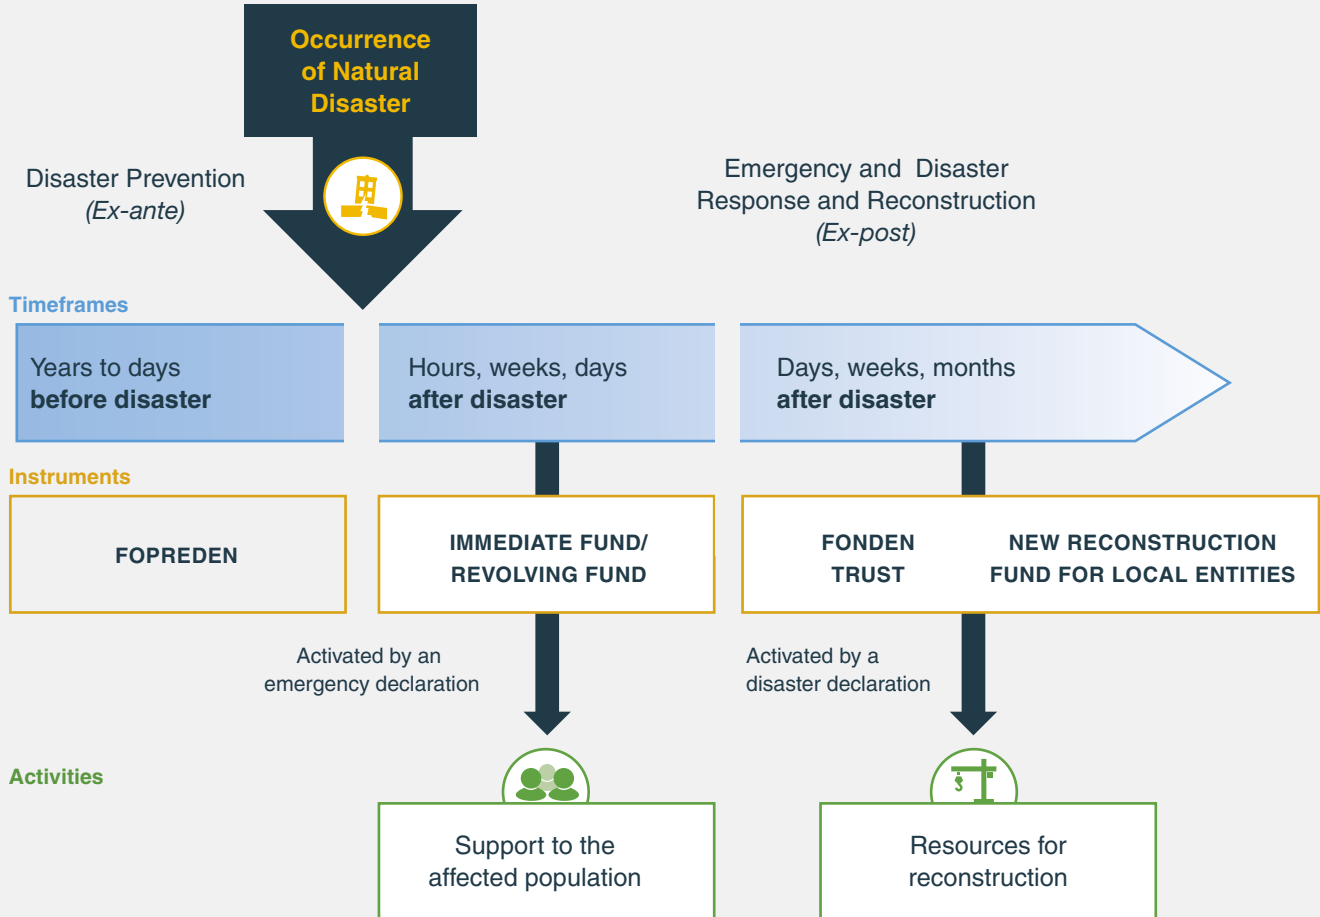 Occurrence
of Natural
Disaster
Disaster Prevention
(Ex-ante)
Emergency and Disaster
Response and Reconstruction
(Ex-post)
Timeframes
Years to days
before disaster
Hours, weeks, days
after disaster
Days, weeks, months
after disaster
Instruments
FOPREDEN
IMMEDIATE FUND/
REVOLVING FUND
FONDEN
TRUST
NEW RECONSTRUCTION
FUND FOR LOCAL ENTITIES
Activated by an
emergency declaration
Activated by a
disaster declaration
Activities
Support to the
affected population
Resources for
reconstruction